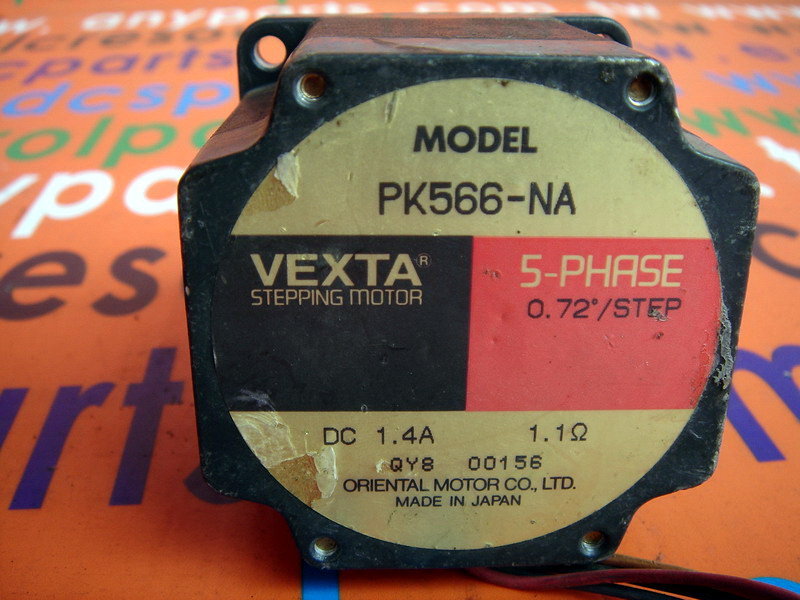 MODEL
PK566-NA
VEXTA®
STEPPING MOTOR
5-PHASE
0.72°/STEP
DC 1.4A 1.1Ω
QY8 00156
ORIENTAL MOTOR CO., LTD.
MADE IN JAPAN